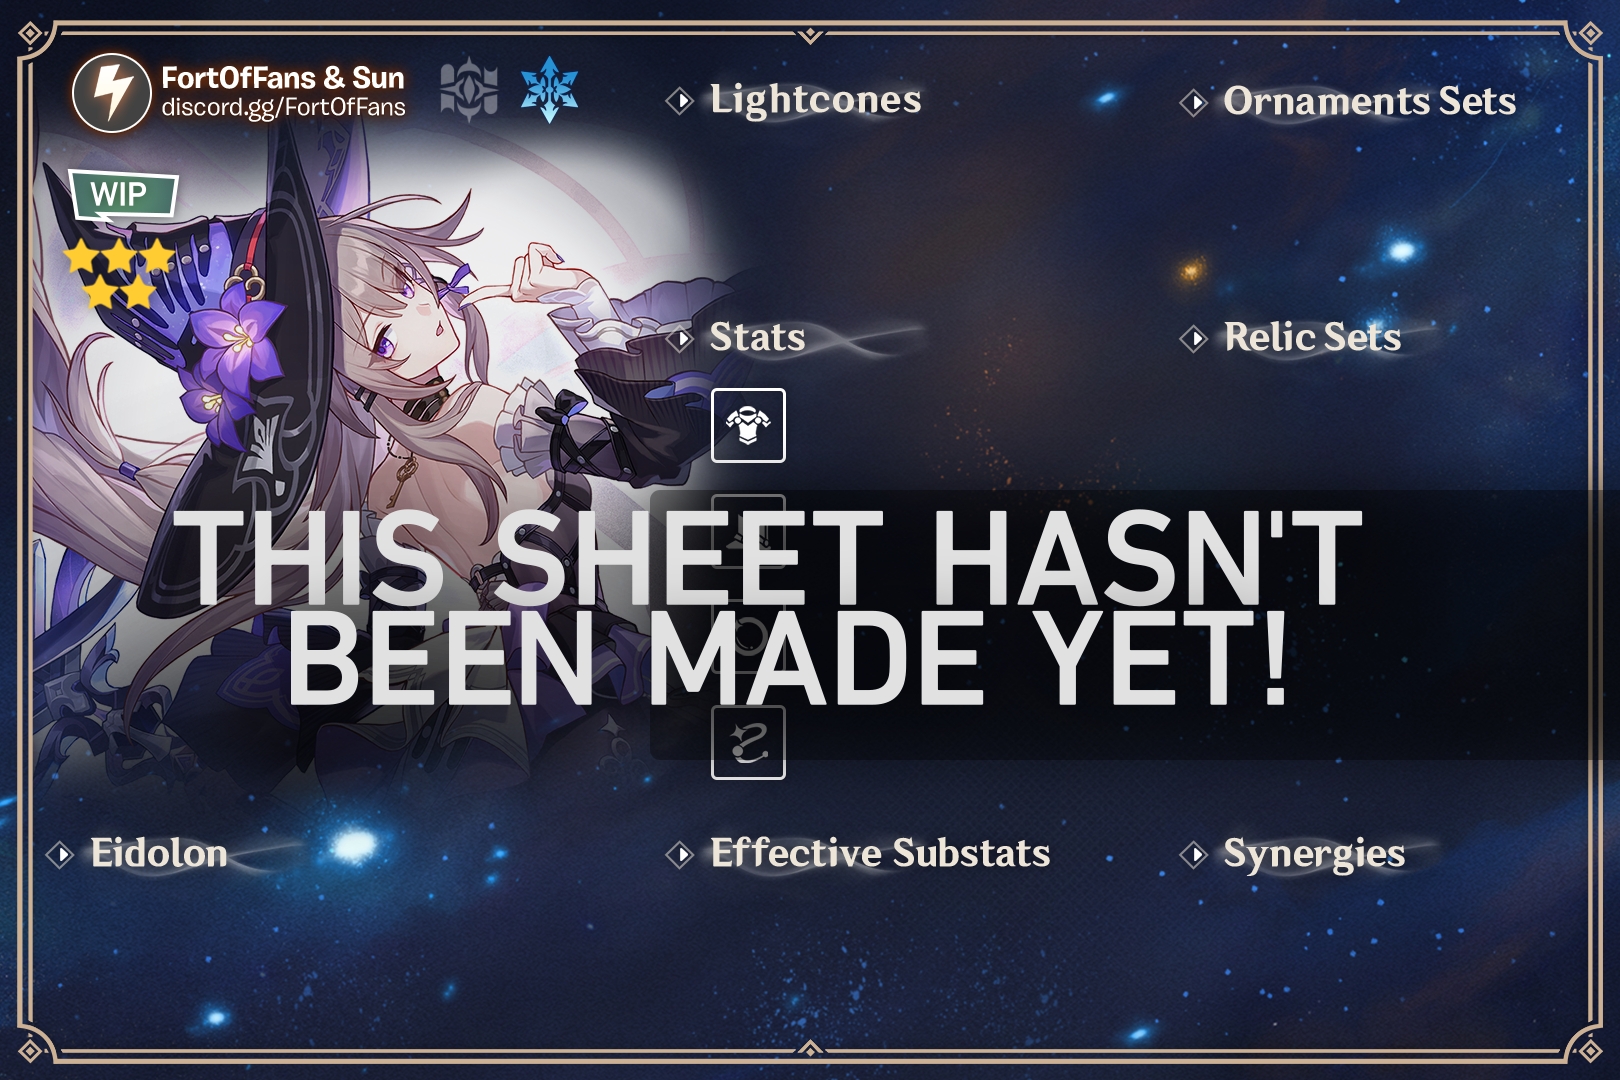 FortOfFans & Sun
discord.gg/FortOfFans
WIP
Lightcones
Ornaments Sets
Stats
Relic Sets
THIS SHEET HASN'T
BEEN MADE YET!
Eidolon
Effective Substats
Synergies